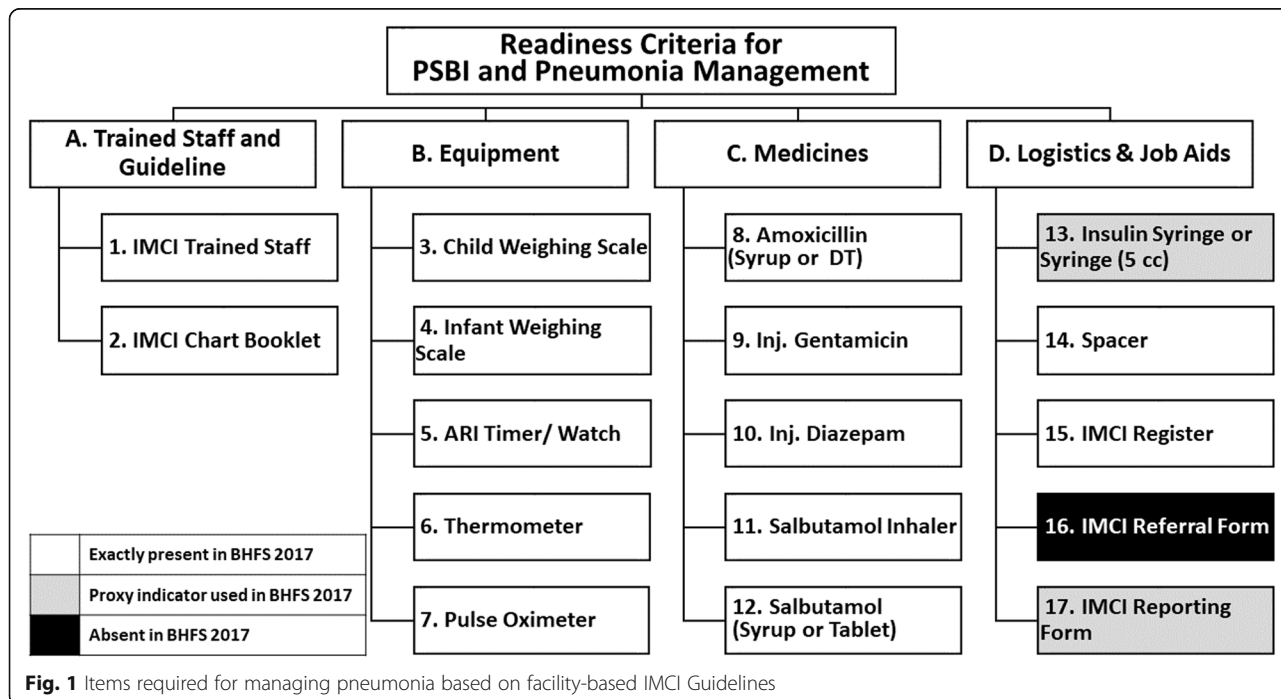 Readiness Criteria for
PSBI and Pneumonia Management
A. Trained Staff and
Guideline
1. IMCI Trained Staff
2. IMCI Chart Booklet
B. Equipment
3. Child Weighing Scale
4. Infant Weighing
Scale
5. ARI Timer/ Watch
6. Thermometer
7. Pulse Oximeter
C. Medicines
8. Amoxicillin
(Syrup or DT)
9. Inj. Gentamicin
10. Inj. Diazepam
11. Salbutamol Inhaler
12. Salbutamol
(Syrup or Tablet)
D. Logistics & Job Aids
13. Insulin Syringe or
Syringe (5 cc)
14. Spacer
15. IMCI Register
16. IMCI Referral Form
17. IMCI Reporting
Form
Exactly present in BHFS 2017
Proxy indicator used in BHFS 2017
Absent in BHFS 2017
Fig. 1 Items required for managing pneumonia based on facility-based IMCI Guidelines